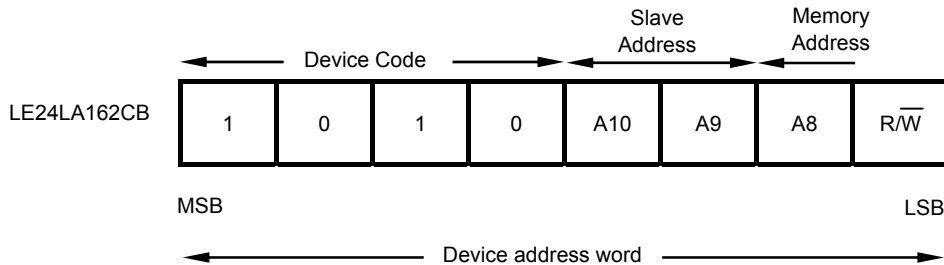 Slave
Address
Memory
Address
Device Code
LE24LA162CB
1 0 1 0 A10 A9 A8 R/W̅
MSB LSB
Device address word